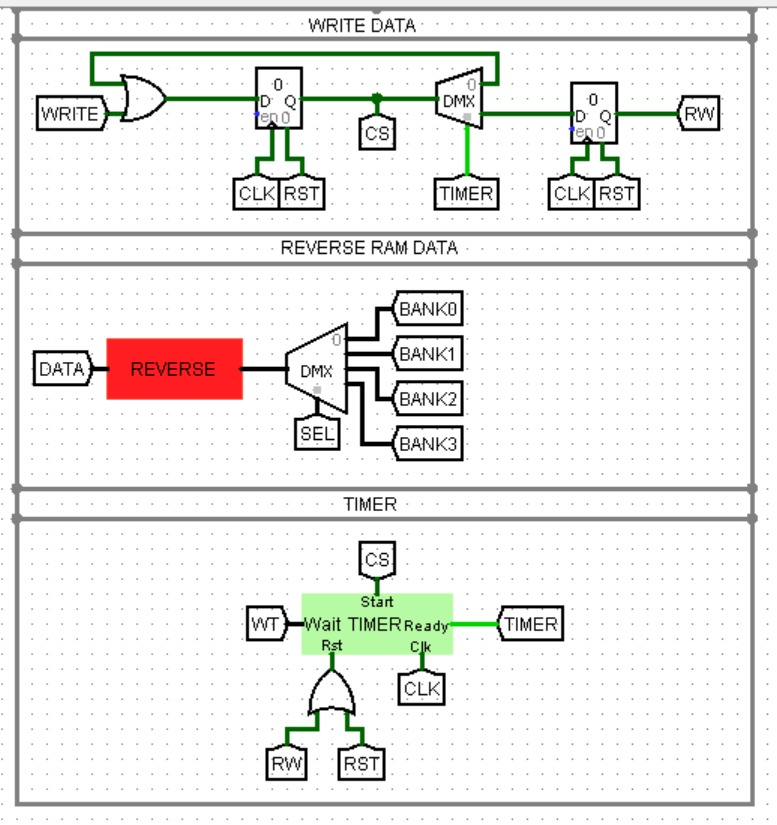 WRITE DATA
0
0
WRITE
D Q
DMX
0
D Q
RW
en 0
CS
en 0
CLK RST
TIMER
CLK RST
REVERSE RAM DATA
BANK0
0
BANK1
DATA
REVERSE
DMX
BANK2
SEL
BANK3
TIMER
CS
Start
WT
Wait TIMER Ready
TIMER
Rst
Clk
CLK
RW
RST